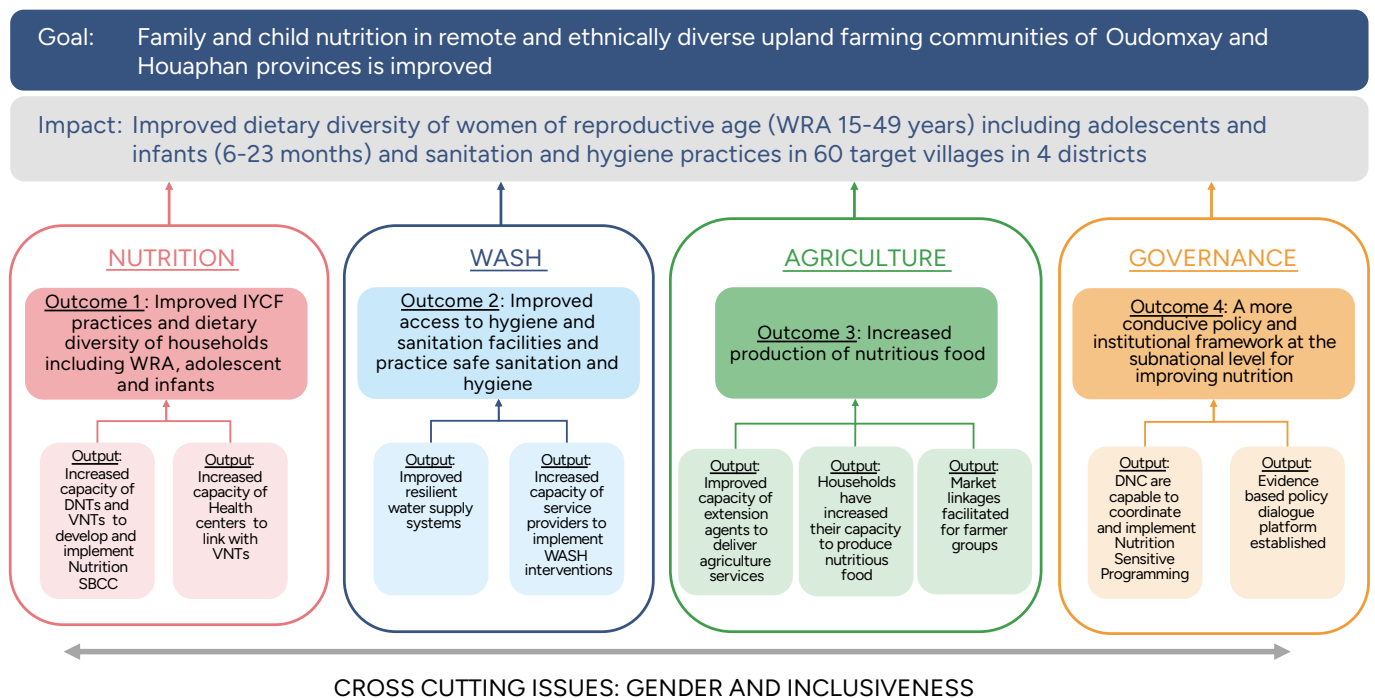 Goal: Family and child nutrition in remote and ethnically diverse upland farming communities of Oudomxay and
Houaphan provinces is improved
Impact: Improved dietary diversity of women of reproductive age (WRA 15-49 years) including adolescents and
infants (6-23 months) and sanitation and hygiene practices in 60 target villages in 4 districts
NUTRITION
Outcome 1: Improved IYCF
practices and dietary
diversity of households
including WRA, adolescent
and infants
Output:
Increased
capacity of
DNTs and
VNTs to
develop and
implement
Nutrition
SBCC
Output:
Increased
capacity of
Health
centers to
link with
VNTs
WASH
Outcome 2: Improved
access to hygiene and
sanitation facilities and
practice safe sanitation and
hygiene
Output:
Improved
resilient
water supply
systems
Output:
Increased
capacity of
service
providers to
implement
WASH
interventions
AGRICULTURE
Outcome 3: Increased
production of nutritious food
Output:
Improved
capacity of
extension
agents to
deliver
agriculture
services
Output:
Households
have
increased
their capacity
to produce
nutritious
food
Output:
Market
linkages
facilitated
for farmer
groups
GOVERNANCE
Outcome 4: A more
conducive policy and
institutional framework at the
subnational level for
improving nutrition
Output:
DNC are
capable to
coordinate
and implement
Nutrition
Sensitive
Programming
Output:
Evidence
based policy
dialogue
platform
established
CROSS CUTTING ISSUES: GENDER AND INCLUSIVENESS